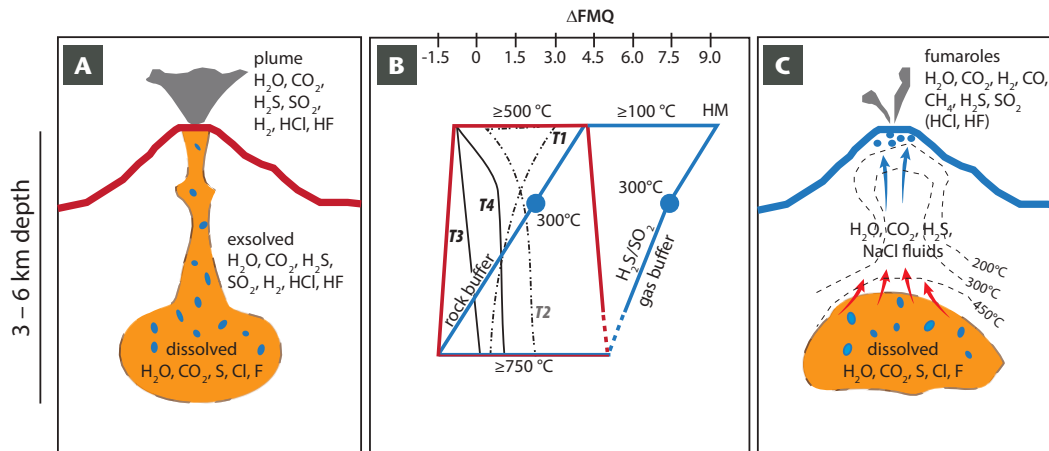 ΔFMQ
-1.5 0 1.5 3.0 4.5 6.0 7.5 9.0
3 – 6 km depth
A
plume
H₂O, CO₂,
H₂S, SO₂,
H₂, HCl, HF
exsolved
H₂O, CO₂, H₂S,
SO₂, H₂, HCl, HF
dissolved
H₂O, CO₂, S, Cl, F
B
≥500 °C
≥100 °C
HM
T1
T4
T3
T2
300°C
300°C
rock buffer
H₂S/SO₂
gas buffer
≥750 °C
C
fumaroles
H₂O, CO₂, H₂, CO,
CH₄, H₂S, SO₂
(HCl, HF)
H₂O, CO₂, H₂S,
NaCl fluids
200°C
300°C
450°C
dissolved
H₂O, CO₂, S, Cl, F